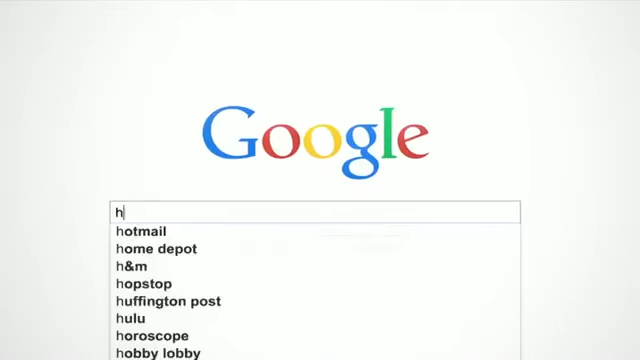 Google
h
hotmail
home depot
h&m
hopstop
huffington post
hulu
horoscope
hobby lobby